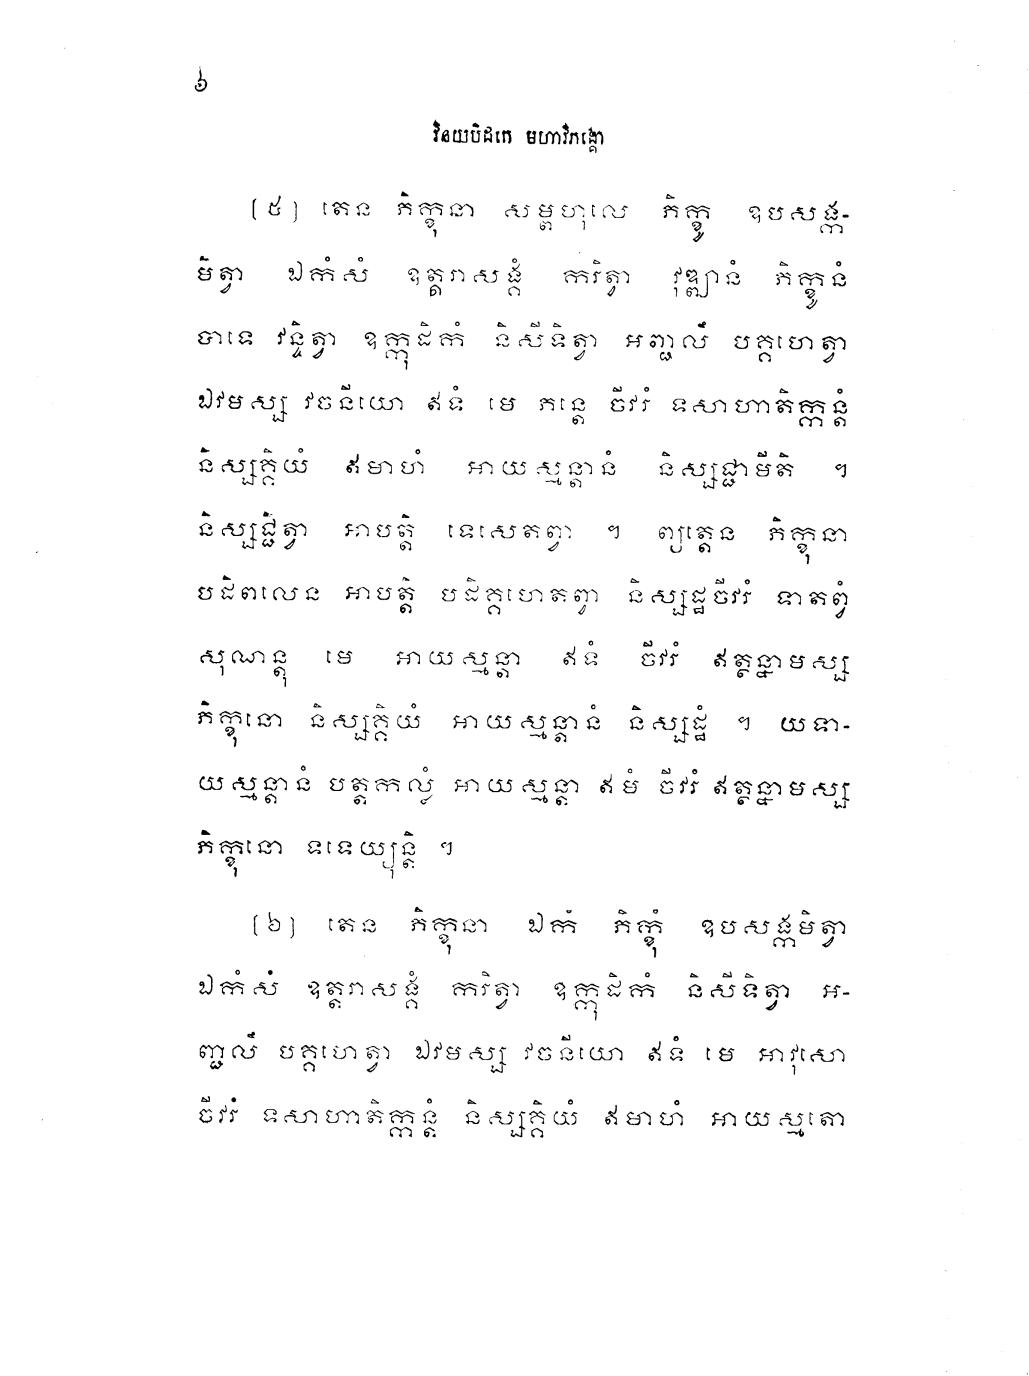 ៦
វិនយបិដកេ មហាវិភង្គោ
[៥] តេន ភិក្ខុនា សម្ពហុលេ ភិក្ខូ ឧបសង្ក-
មិត្វា ឯកំសំ ឧត្តរាសង្គំ ករិត្វា វុឌ្ឍានំ ភិក្ខូនំ
បាទេ វន្ទិត្វា ឧក្កុដិកំ និសីទិត្វា អញ្ជលឹ បគ្គហេត្វា
ឯវមស្ស វចនីយោ ឥទំ មេ ភន្តេ ចីវរំ ទសាហាតិក្កន្តំ
និស្សគ្គិយំ ឥមាហំ អាយស្មន្តានំ និស្សជ្ជាមីតិ ។
និស្សជ្ជិត្វា អាបត្តិ ទេសេតព្វា ។ ព្យត្តេន ភិក្ខុនា
បដិពលេន អាបត្តិ បដិគ្គហេតព្វា និស្សដ្ឋចីវរំ ទាតព្វំ
សុណាន្តុ មេ អាយស្មន្តា ឥទំ ចីវរំ ឥត្ថន្នាមស្ស
ភិក្ខុនោ និស្សគ្គិយំ អាយស្មន្តានំ និស្សដ្ឋំ ។ យទា-
យស្មន្តានំ បត្តកល្លំ អាយស្មន្តា ឥមំ ចីវរំ ឥត្ថន្នាមស្ស
ភិក្ខុនោ ទទេយ្យុន្តិ ។
[៦] តេន ភិក្ខុនា ឯកំ ភិក្ខុំ ឧបសង្កមិត្វា
ឯកំសំ ឧត្តរាសង្គំ ករិត្វា ឧក្កុដិកំ និសីទិត្វា អ-
ញ្ជលឹ បគ្គហេត្វា ឯវមស្ស វចនីយោ ឥទំ មេ អាវុសោ
ចីវរំ ទសាហាតិក្កន្តំ និស្សគ្គិយំ ឥមាហំ អាយស្មតោ